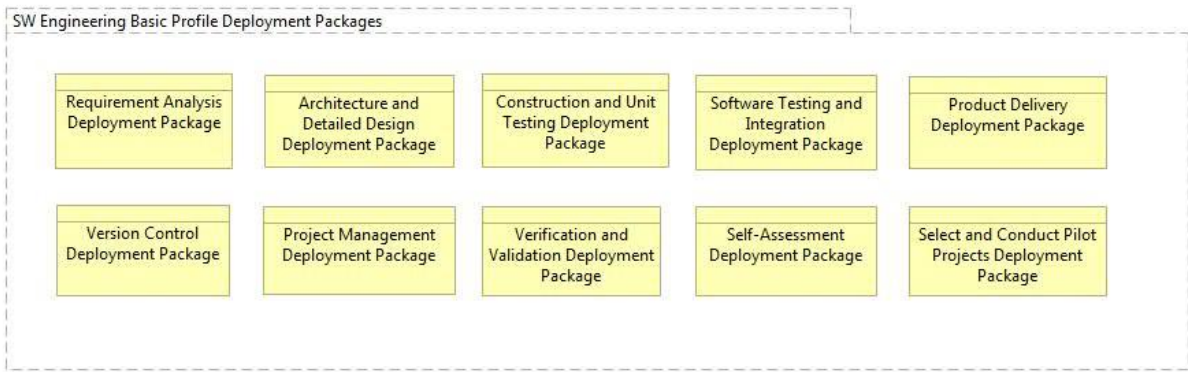 SW Engineering Basic Profile Deployment Packages
Requirement Analysis
Deployment Package
Architecture and
Detailed Design
Deployment Package
Construction and Unit
Testing Deployment
Package
Software Testing and
Integration
Deployment Package
Product Delivery
Deployment Package
Version Control
Deployment Package
Project Management
Deployment Package
Verification and
Validation Deployment
Package
Self-Assessment
Deployment Package
Select and Conduct Pilot
Projects Deployment
Package